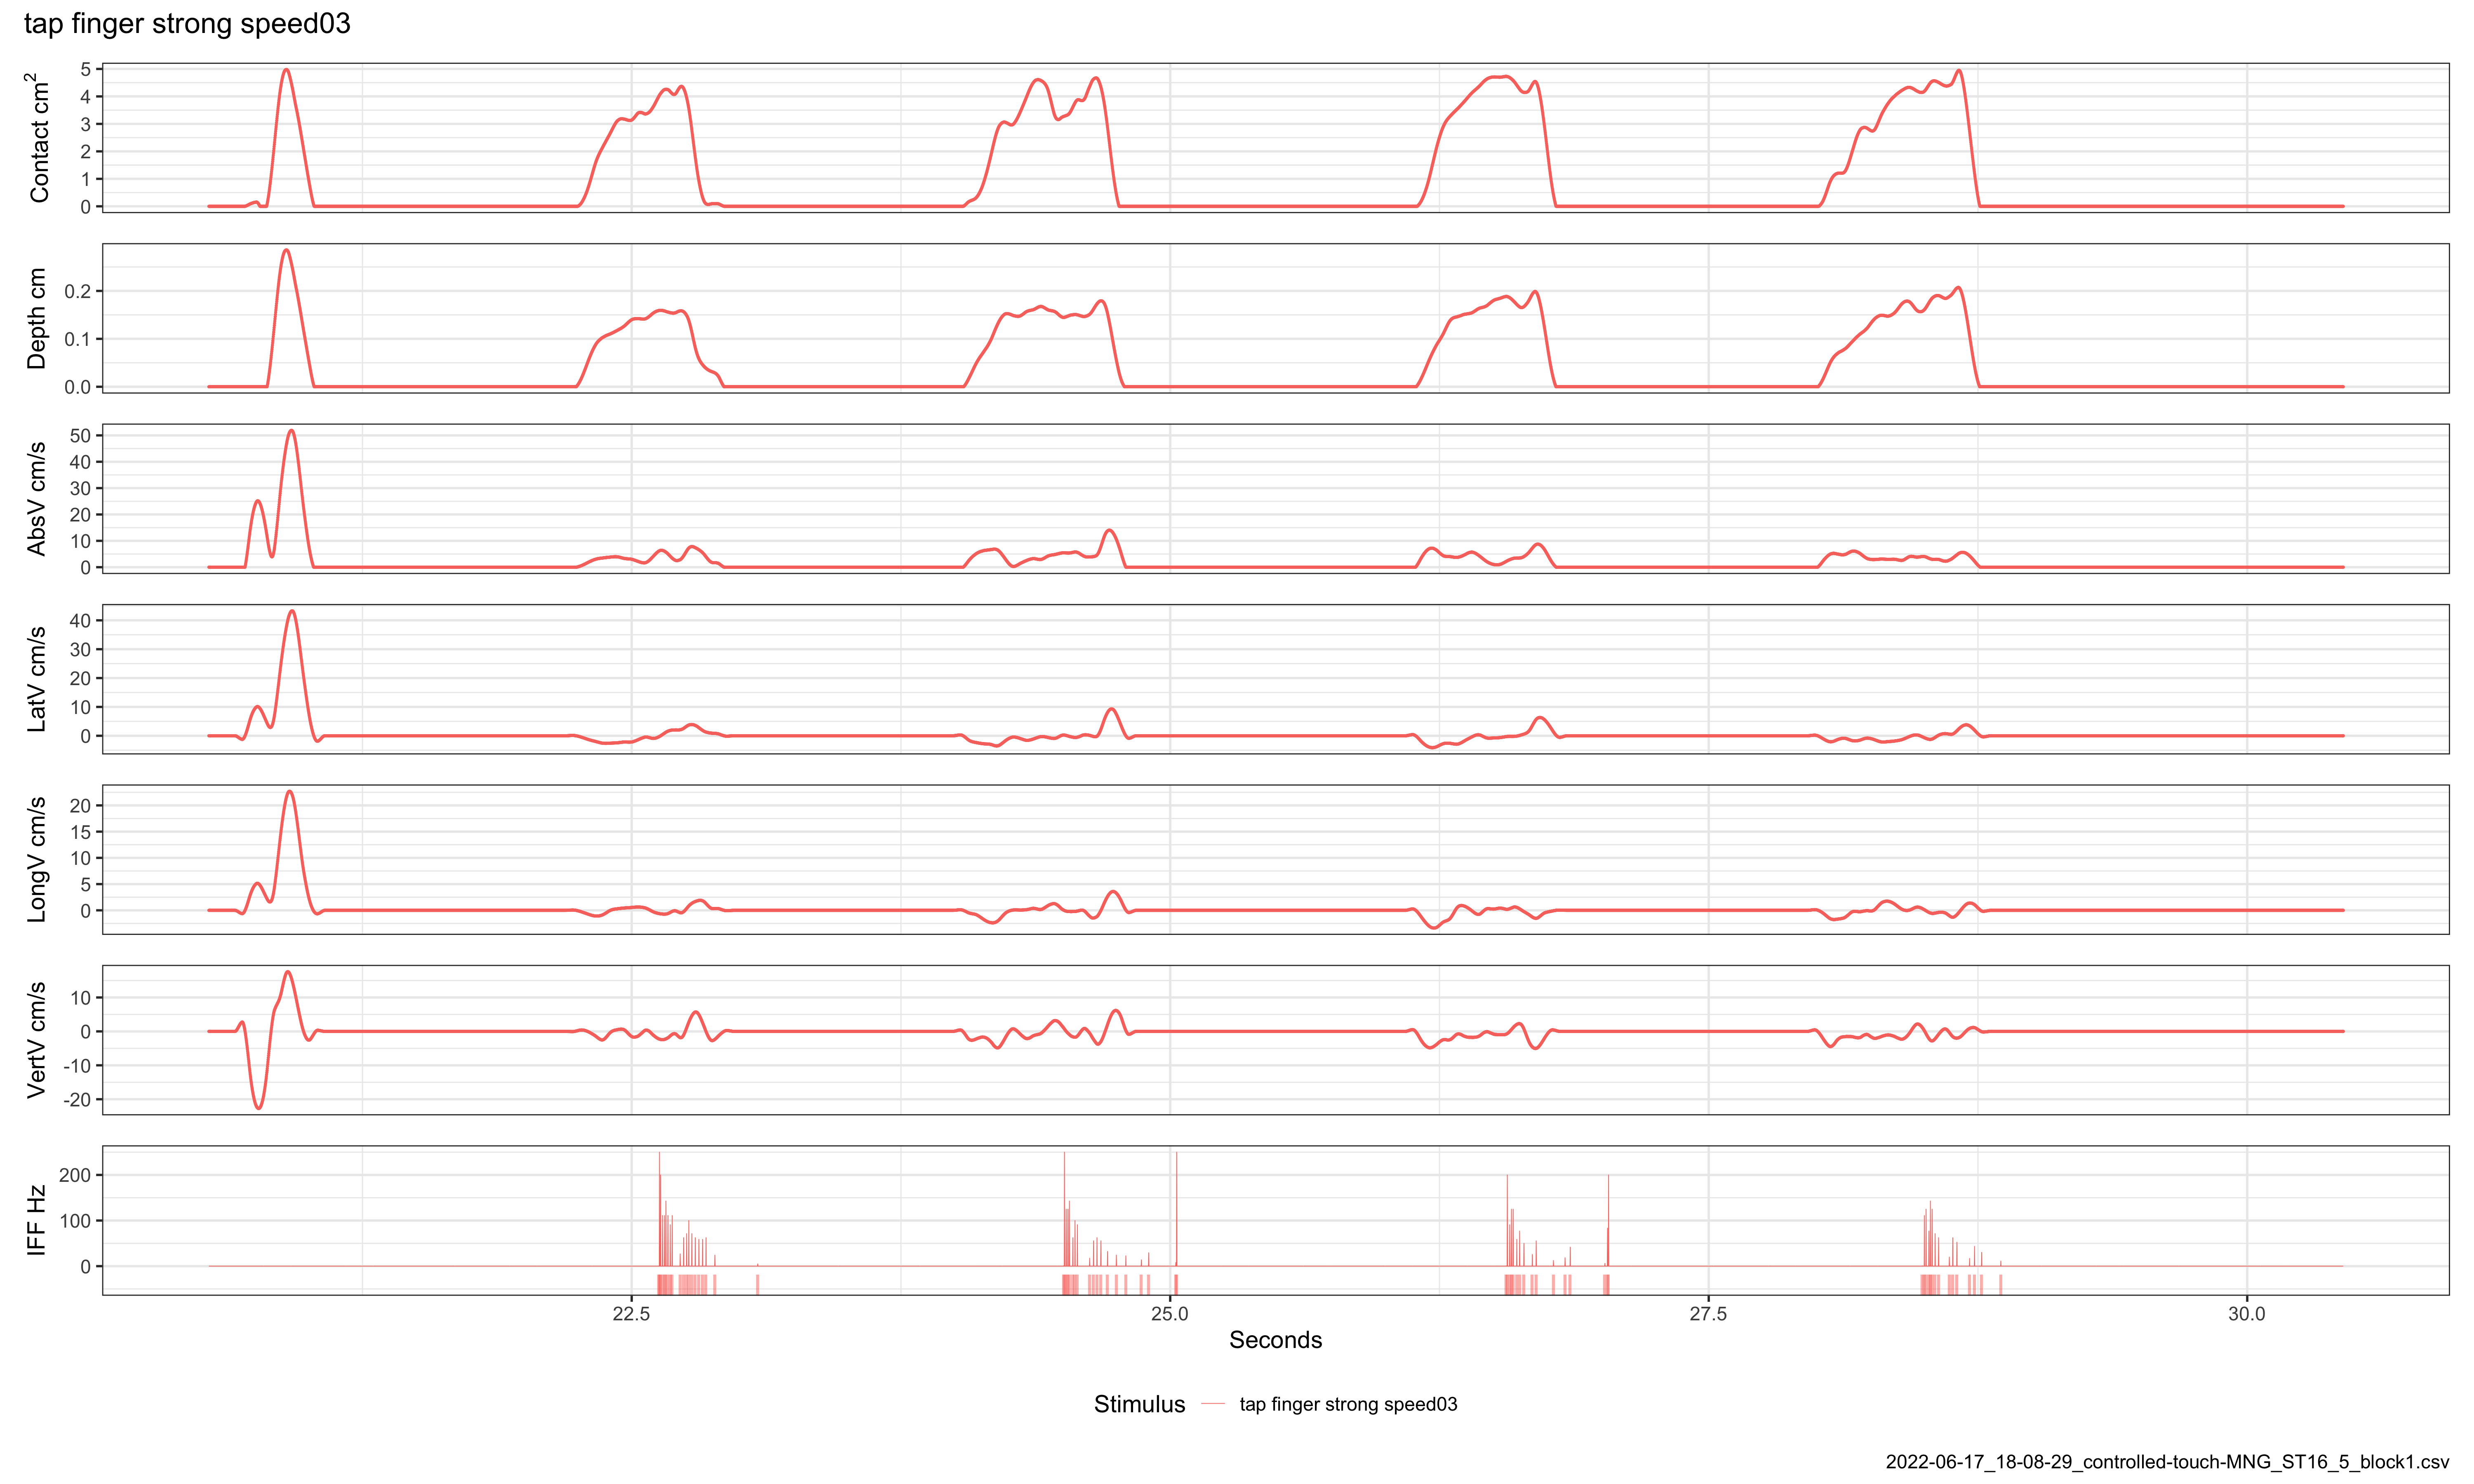 tap finger strong speed03
Contact cm²
5
4
3
2
1
0
Depth cm
0.2
0.1
0.0
AbsV cm/s
50
40
30
20
10
0
LatV cm/s
40
30
20
10
0
LongV cm/s
20
15
10
5
0
VertV cm/s
10
0
-10
-20
IFF Hz
200
100
0
22.5 25.0 27.5 30.0
Seconds
Stimulus tap finger strong speed03
2022-06-17_18-08-29_controlled-touch-MNG_ST16_5_block1.csv